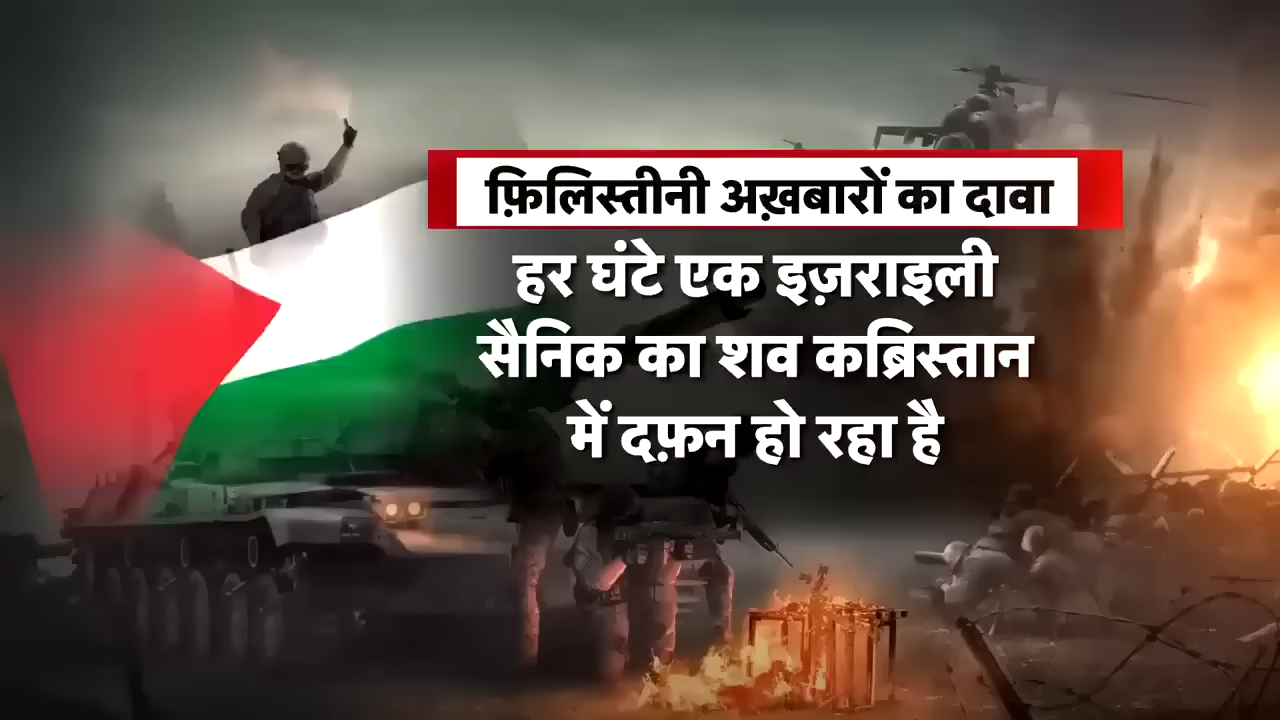 फ़िलिस्तीनी अख़बारों का दावा
हर घंटे एक इज़राइली
सैनिक का शव कब्रिस्तान
में दफ़न हो रहा है